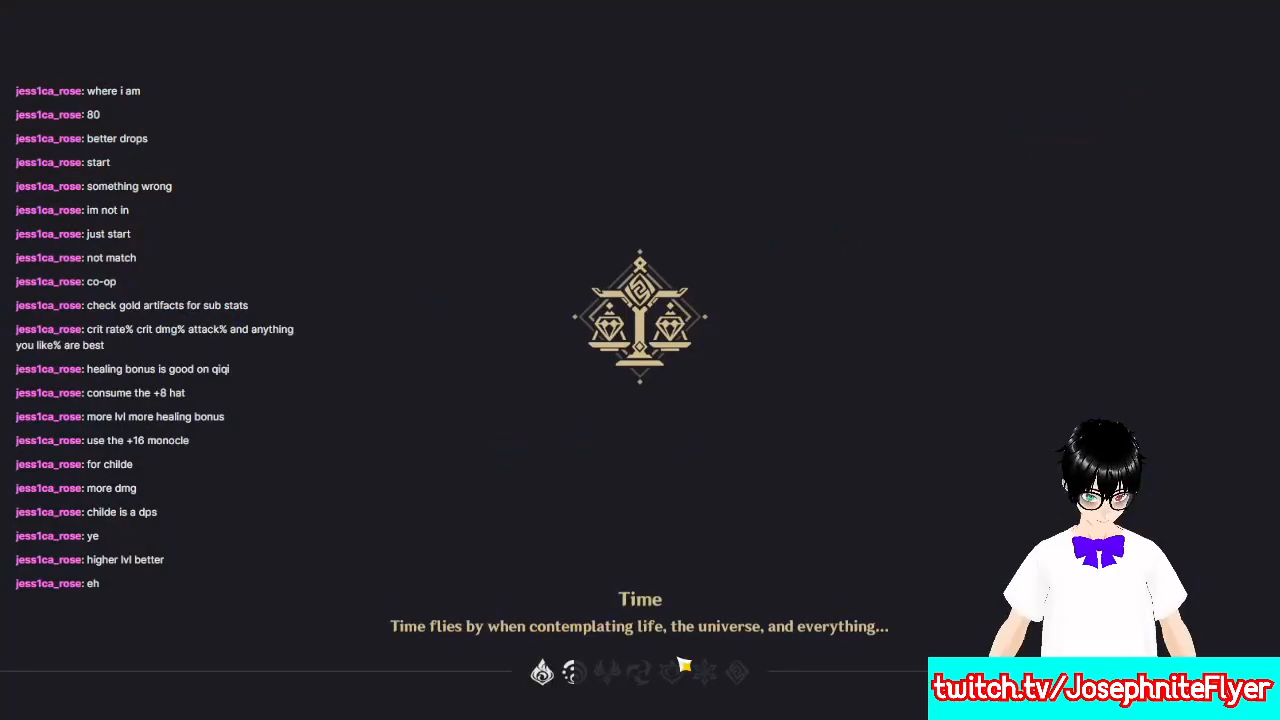 jess1ca_rose: where i am
jess1ca_rose: 80
jess1ca_rose: better drops
jess1ca_rose: start
jess1ca_rose: something wrong
jess1ca_rose: im not in
jess1ca_rose: just start
jess1ca_rose: not match
jess1ca_rose: co-op
jess1ca_rose: check gold artifacts for sub stats
jess1ca_rose: crit rate% crit dmg% attack% and anything
you like% are best
jess1ca_rose: healing bonus is good on qiqi
jess1ca_rose: consume the +8 hat
jess1ca_rose: more lvl more healing bonus
jess1ca_rose: use the +16 monocle
jess1ca_rose: for childe
jess1ca_rose: more dmg
jess1ca_rose: childe is a dps
jess1ca_rose: ye
jess1ca_rose: higher lvl better
jess1ca_rose: eh
Time
Time flies by when contemplating life, the universe, and everything...
twitch.tv/JosephniteFlyer